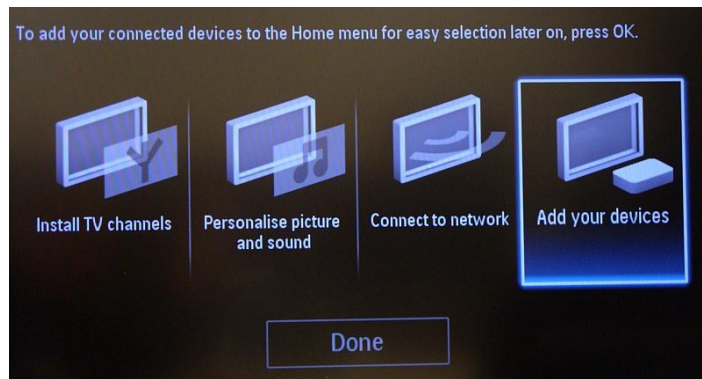 To add your connected devices to the Home menu for easy selection later on, press OK.
Install TV channels
Personalise picture
and sound
Connect to network
Add your devices
Done